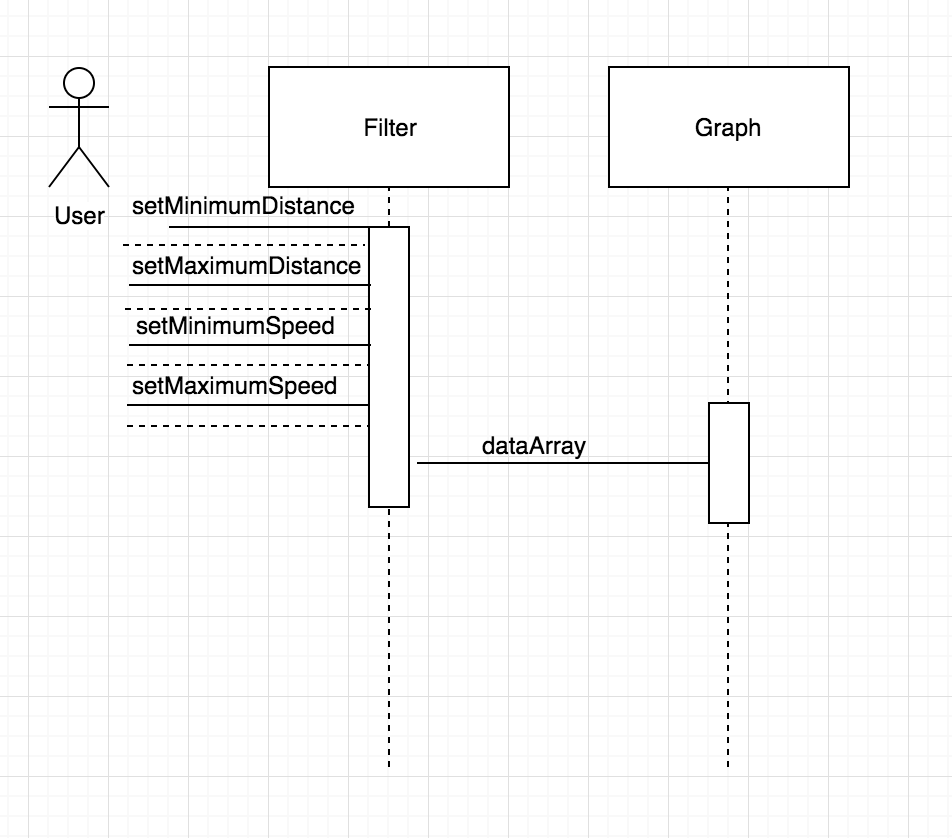 Filter
Graph
User
setMinimumDistance
setMaximumDistance
setMinimumSpeed
setMaximumSpeed
dataArray